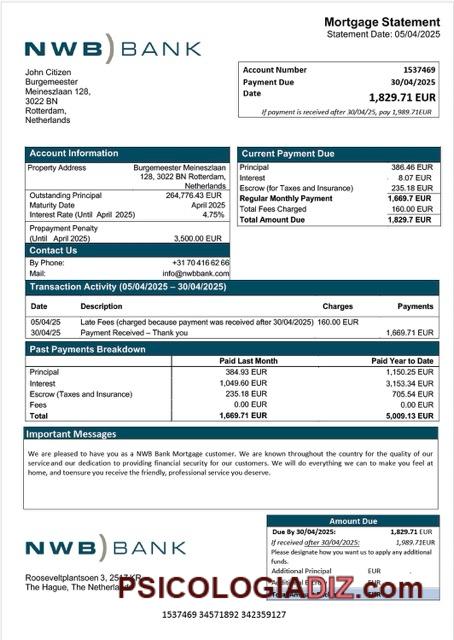 Mortgage Statement
Statement Date: 05/04/2025
NWB)BANK
John Citizen
Burgemeester
Meineszlaan 128,
3022 BN
Rotterdam,
Netherlands
Account Number 1537469
Payment Due 30/04/2025
Date 1,829.71 EUR
If payment is received after 30/04/25, pay 1,989.71EUR
Account Information
Property Address Burgemeester Meineszlaan
128, 3022 BN Rotterdam,
Netherlands
Outstanding Principal 264,776.43 EUR
Maturity Date April 2025
Interest Rate (Until April 2025) 4.75%
Prepayment Penalty
(Until April 2025) 3,500.00 EUR
Contact Us
By Phone: +31 70 416 62 66
Mail: info@nwbbank.com
Current Payment Due
Principal 386.46 EUR
Interest 8.07 EUR
Escrow (for Taxes and Insurance) 235.18 EUR
Regular Monthly Payment 1,669.7 EUR
Total Fees Charged 160.00 EUR
Total Amount Due 1,829.7 EUR
Transaction Activity (05/04/2025 – 30/04/2025)
Date Description Charges Payments
05/04/25 Late Fees (charged because payment was received after 30/04/2025) 160.00 EUR
30/04/25 Payment Received – Thank you 1,669.71 EUR
Past Payments Breakdown
Paid Last Month Paid Year to Date
Principal 384.93 EUR 1,150.25 EUR
Interest 1,049.60 EUR 3,153.34 EUR
Escrow (Taxes and Insurance) 235.18 EUR 705.54 EUR
Fees 0.00 EUR 0.00 EUR
Total 1,669.71 EUR 5,009.13 EUR
Important Messages
We are pleased to have you as a NWB Bank Mortgage customer. We are known throughout the country for the quality of our
service and our dedication to providing financial security for our customers. We will do everything we can to make you feel at
home, and toensure you receive the friendly, professional service you deserve.
NWB)BANK
Rooseveltplantsoen 3, 2517 KR
The Hague, The Netherlands
Amount Due
Due By 30/04/2025: 1,829.71 EUR
If received after 30/04/2025: 1,989.71EUR
Please designate how you want us to apply any additional
funds.
Additional Principal EUR
Additional EUR
EUR
PSICOLOGIADIZ.com
1537469 34571892 342359127